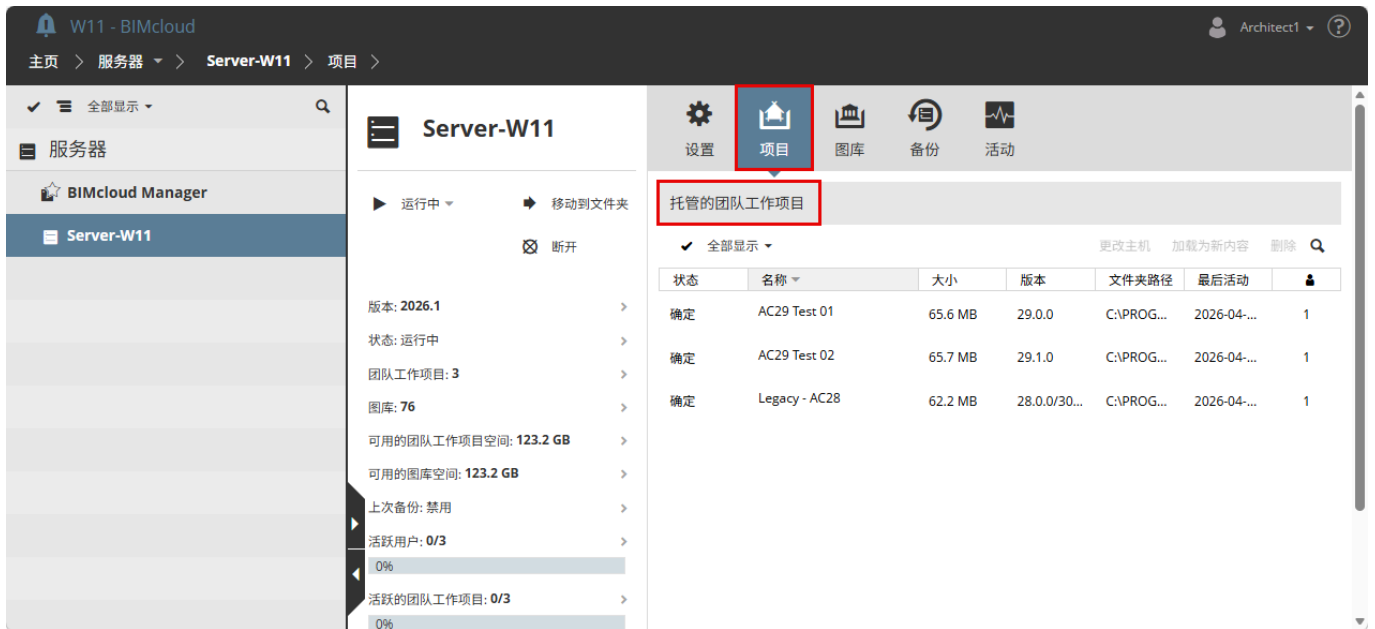 W11 - BIMcloud
Architect1
主页 服务器 Server-W11 项目
全部显示
服务器
BIMcloud Manager
Server-W11
Server-W11
运行中 移动到文件夹
断开
版本: 2026.1
状态: 运行中
团队工作项目: 3
图库: 76
可用的团队工作项目空间: 123.2 GB
可用的图库空间: 123.2 GB
上次备份: 禁用
活跃用户: 0/3
0%
活跃的团队工作项目: 0/3
0%
设置 项目 图库 备份 活动
托管的团队工作项目
全部显示 更改主机 加载为新内容 删除
状态 名称 大小 版本 文件夹路径 最后活动
确定 AC29 Test 01 65.6 MB 29.0.0 C:\PROG... 2026-04-... 1
确定 AC29 Test 02 65.7 MB 29.1.0 C:\PROG... 2026-04-... 1
确定 Legacy - AC28 62.2 MB 28.0.0/30... C:\PROG... 2026-04-... 1